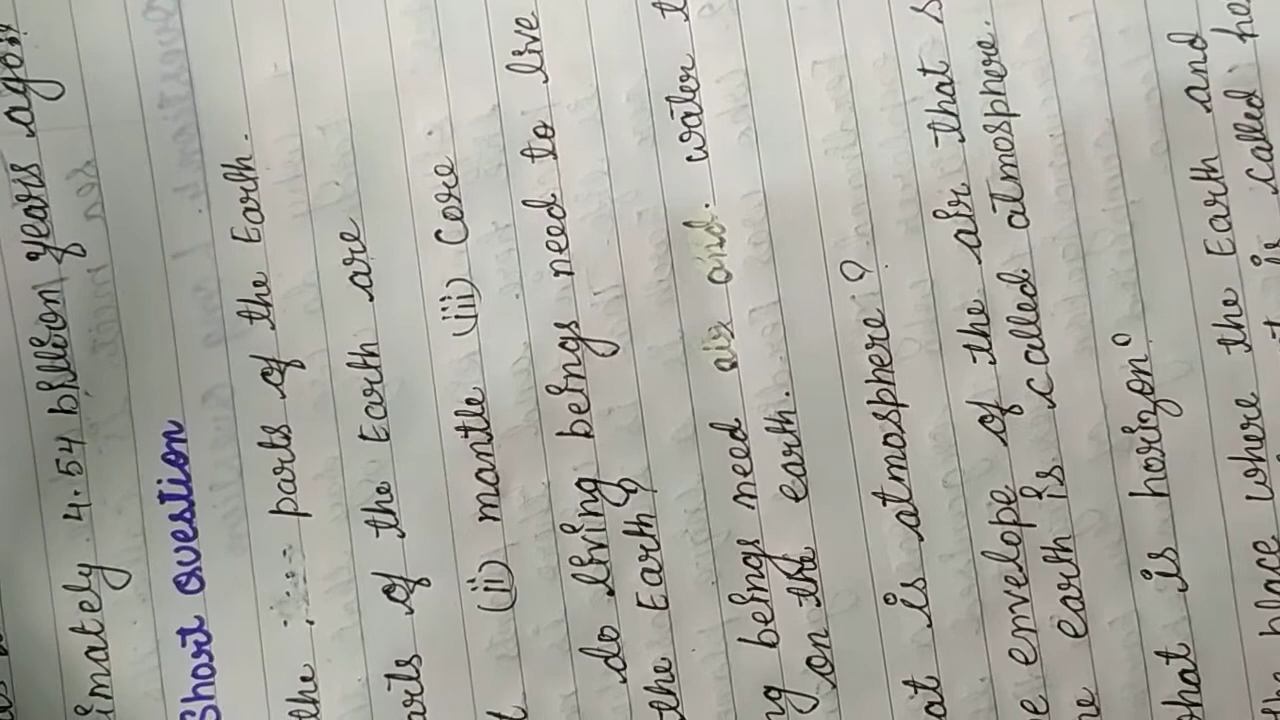 imately 4.54 billion years ago
Short Question
the parts of the Earth.
arts of the Earth are
t (ii) mantle (iii) Core.
do living beings need to live
the Earth?
ng beings need air and. water t
on the earth.
at is atmosphere?
e envelope of the air that s
e earth is called atmosphere.
hat is horizon?
place where the Earth and
called ho